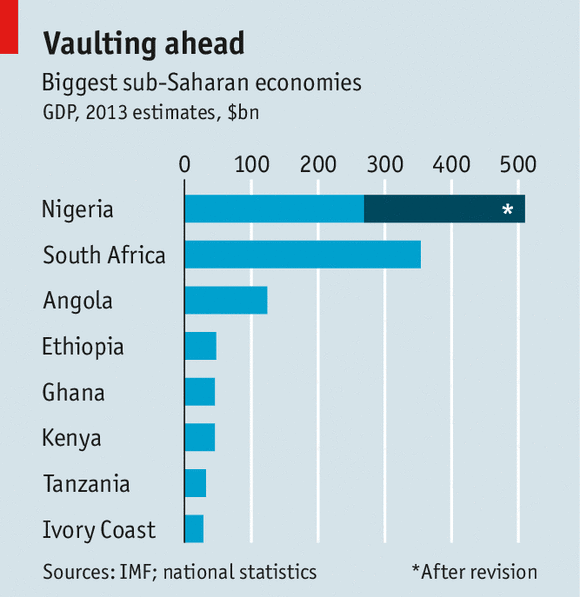 Vaulting ahead
Biggest sub-Saharan economies
GDP, 2013 estimates, $bn
0 100 200 300 400 500
Nigeria *
South Africa
Angola
Ethiopia
Ghana
Kenya
Tanzania
Ivory Coast
Sources: IMF; national statistics *After revision